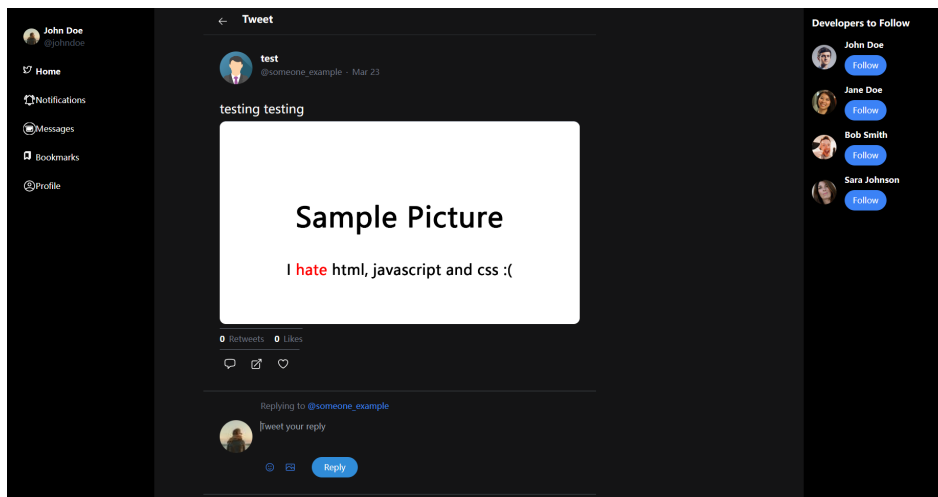 John Doe
@johndoe
Home
Notifications
Messages
Bookmarks
Profile
Tweet
test
@someone_example - Mar 23
testing testing
Sample Picture
I hate html, javascript and css :(
0 Retweets 0 Likes
Replying to @someone_example
Tweet your reply
Reply
Developers to Follow
John Doe
Follow
Jane Doe
Follow
Bob Smith
Follow
Sara Johnson
Follow